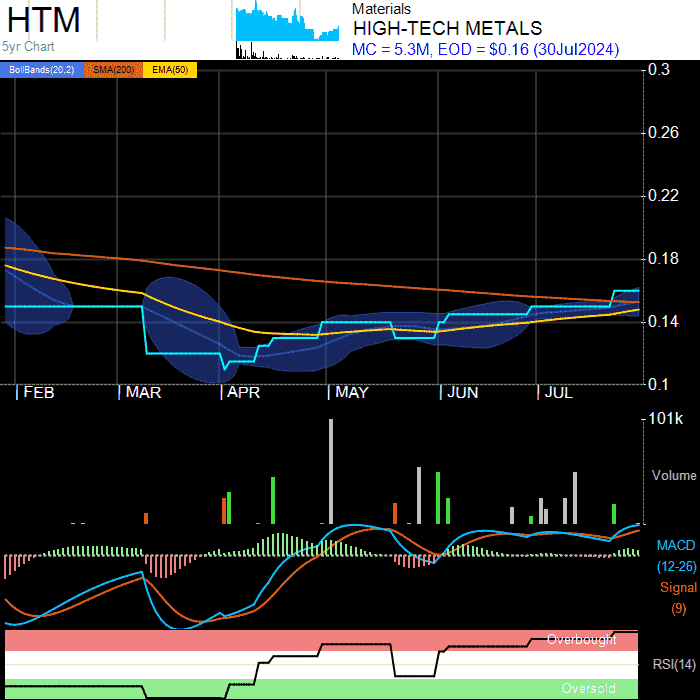 HTM
5yr Chart
Materials
HIGH-TECH METALS
MC = 5.3M, EOD = $0.16 (30Jul2024)
BollBands(20,2) SMA(200) EMA(50)
0.3
0.26
0.22
0.18
0.14
0.1
FEB MAR APR MAY JUN JUL
101k
Volume
MACD
(12-26)
Signal
(9)
Overbought
RSI(14)
Oversold